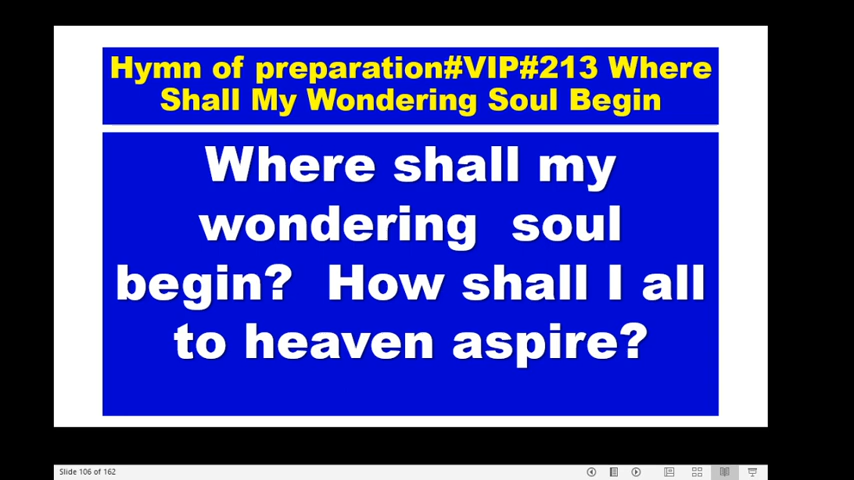 Hymn of preparation#VIP#213 Where
Shall My Wondering Soul Begin
Where shall my
wondering soul
begin? How shall I all
to heaven aspire?
Slide 106 of 162